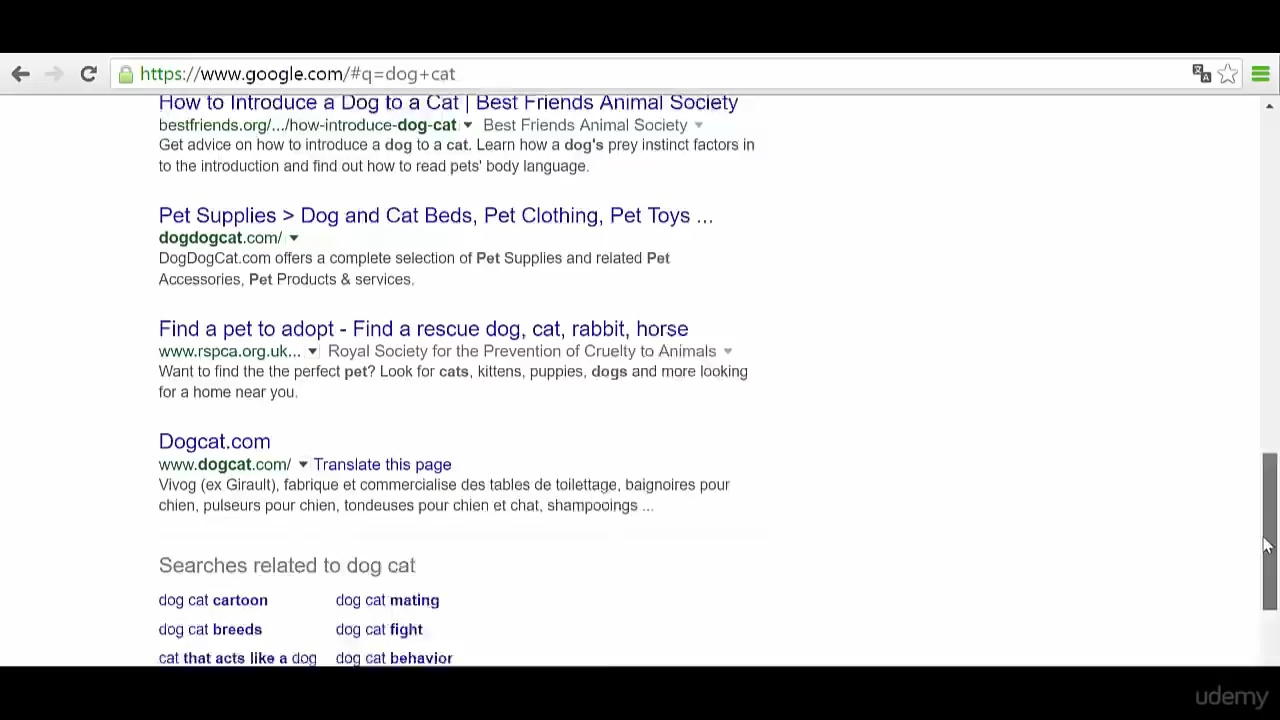 https://www.google.com/#q=dog+cat
How to Introduce a Dog to a Cat | Best Friends Animal Society
bestfriends.org/.../how-introduce-dog-cat Best Friends Animal Society
Get advice on how to introduce a dog to a cat. Learn how a dog's prey instinct factors in
to the introduction and find out how to read pets' body language.
Pet Supplies > Dog and Cat Beds, Pet Clothing, Pet Toys ...
dogdogcat.com/
DogDogCat.com offers a complete selection of Pet Supplies and related Pet
Accessories, Pet Products & services.
Find a pet to adopt - Find a rescue dog, cat, rabbit, horse
www.rspca.org.uk... Royal Society for the Prevention of Cruelty to Animals
Want to find the the perfect pet? Look for cats, kittens, puppies, dogs and more looking
for a home near you.
Dogcat.com
www.dogcat.com/ Translate this page
Vivog (ex Girault), fabrique et commercialise des tables de toilettage, baignoires pour
chien, pulseurs pour chien, tondeuses pour chien et chat, shampooings ...
Searches related to dog cat
dog cat cartoon dog cat mating
dog cat breeds dog cat fight
cat that acts like a dog dog cat behavior
udemy